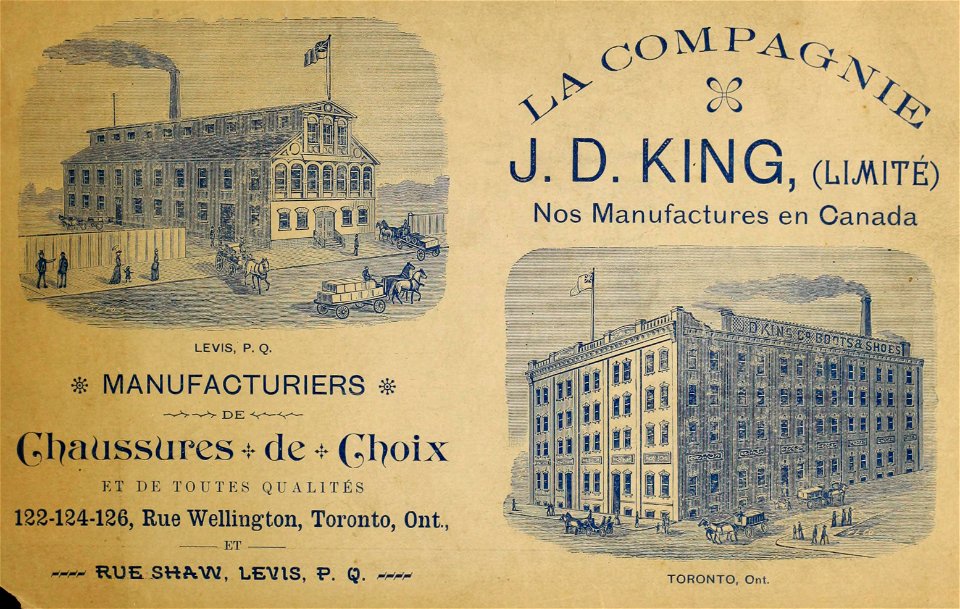 LEVIS, P. Q.
MANUFACTURIERS
DE
Chaussures de Choix
ET DE TOUTES QUALITÉS
122-124-126, Rue Wellington, Toronto, Ont.,
ET
RUE SHAW, LEVIS, P. Q.
LA COMPAGNIE
J. D. KING, (LIMITÉ)
Nos Manufactures en Canada
J D KING Co BOOTS & SHOES
TORONTO, Ont.